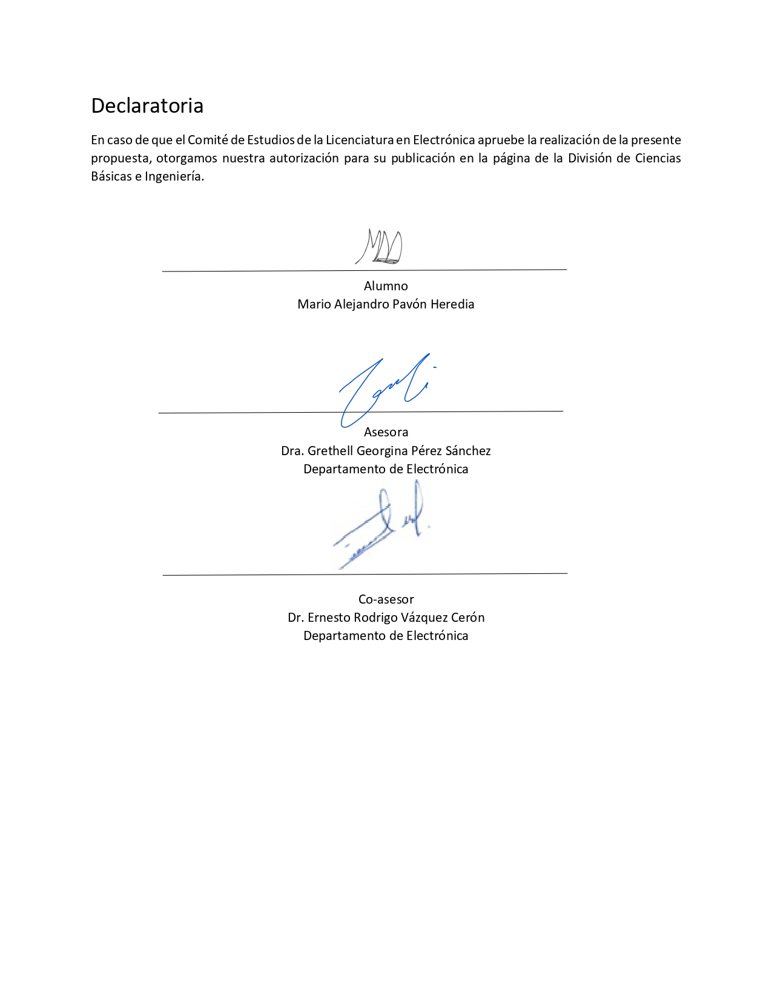 Declaratoria
En caso de que el Comité de Estudios de la Licenciatura en Electrónica apruebe la realización de la presente
propuesta, otorgamos nuestra autorización para su publicación en la página de la División de Ciencias
Básicas e Ingeniería.
Alumno
Mario Alejandro Pavón Heredia
Asesora
Dra. Grethell Georgina Pérez Sánchez
Departamento de Electrónica
Co-asesor
Dr. Ernesto Rodrigo Vázquez Cerón
Departamento de Electrónica